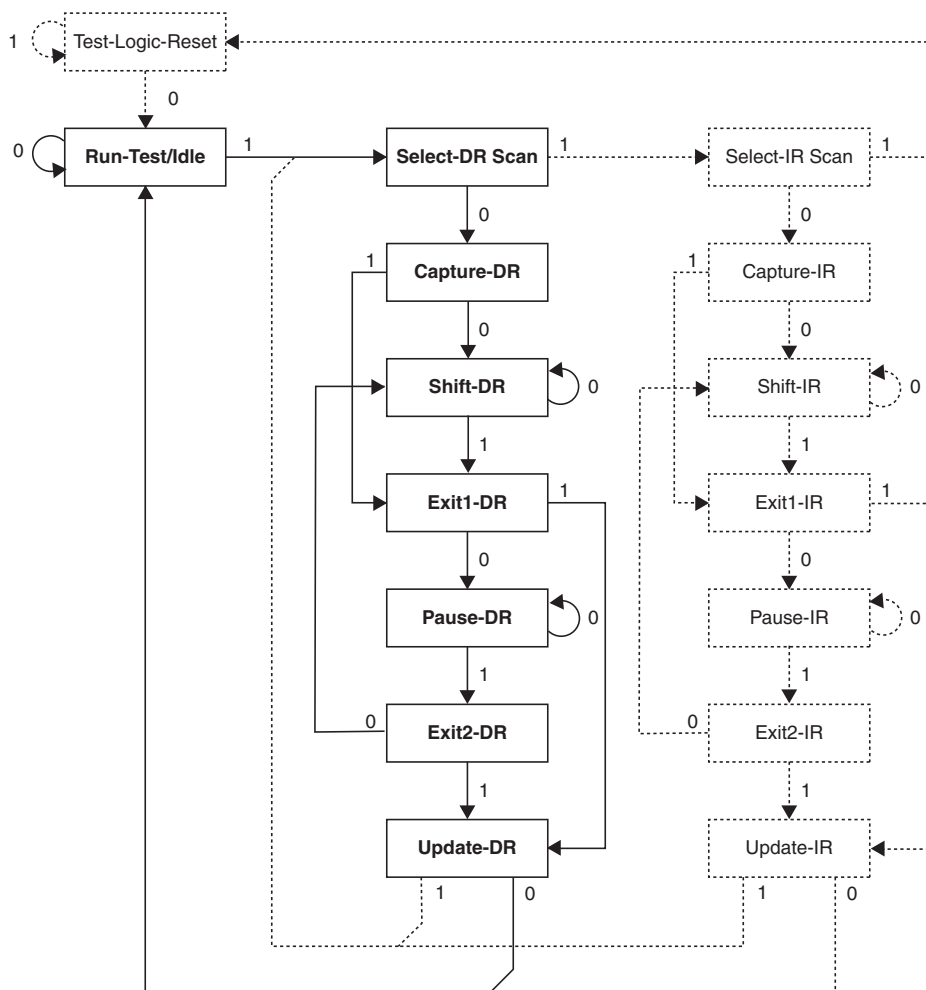 1
Test-Logic-Reset
0
0
Run-Test/Idle
1
Select-DR Scan
1
Select-IR Scan
1
0
0
1
Capture-DR
1
Capture-IR
0
0
Shift-DR
0
Shift-IR
0
1
1
Exit1-DR
1
Exit1-IR
1
0
0
Pause-DR
0
Pause-IR
0
1
1
0
Exit2-DR
0
Exit2-IR
1
1
Update-DR
Update-IR
1
0
1
0